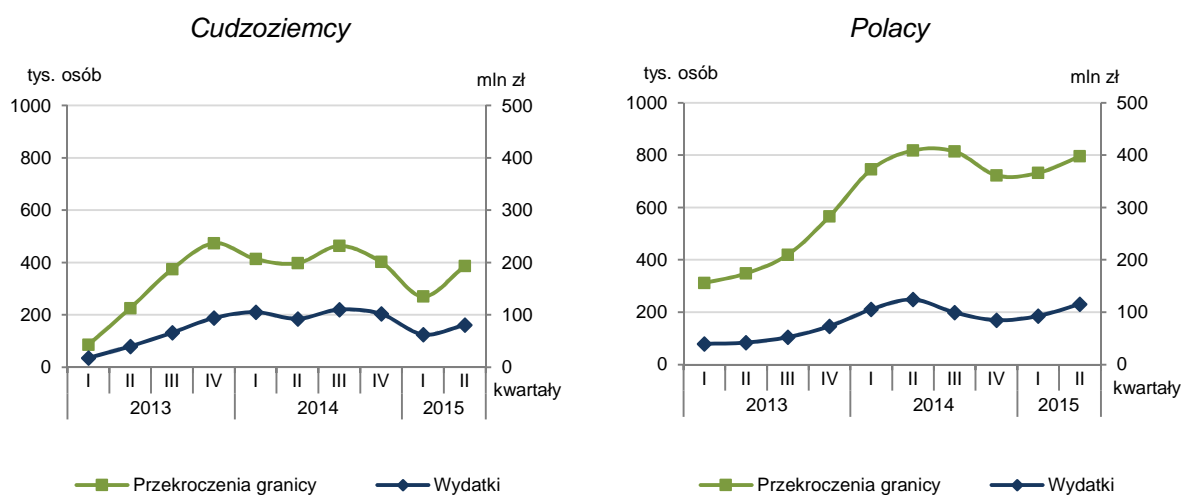 Cudzoziemcy
tys. osób
mln zł
1000
800
600
400
200
0
500
400
300
200
100
0
I II III IV I II III IV I II
kwartały
2013 2014 2015
Przekroczenia granicy
Wydatki
Polacy
tys. osób
mln zł
1000
800
600
400
200
0
500
400
300
200
100
0
I II III IV I II III IV I II
kwartały
2013 2014 2015
Przekroczenia granicy
Wydatki